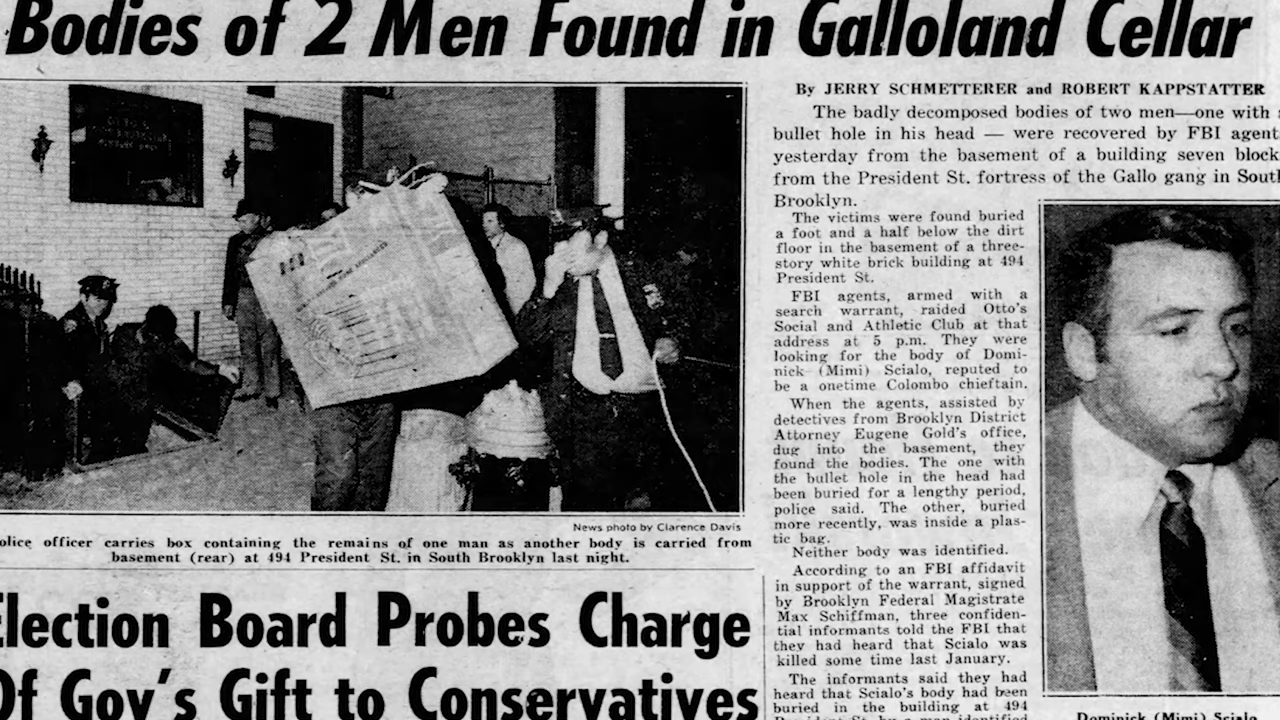 Bodies of 2 Men Found in Galloland Cellar
By JERRY SCHMETTERER and ROBERT KAPPSTATTER
The badly decomposed bodies of two men—one with
bullet hole in his head — were recovered by FBI agent
yesterday from the basement of a building seven block
from the President St. fortress of the Gallo gang in Sout
Brooklyn.
The victims were found buried
a foot and a half below the dirt
floor in the basement of a three-
story white brick building at 494
President St.
FBI agents, armed with a
search warrant, raided Otto's
Social and Athletic Club at that
address at 5 p.m. They were
looking for the body of Domi-
nick (Mimi) Scialo, reputed to
be a onetime Colombo chieftain.
When the agents, assisted by
detectives from Brooklyn District
Attorney Eugene Gold's office,
dug into the basement, they
found the bodies. The one with
the bullet hole in the head had
been buried for a lengthy period,
police said. The other, buried
more recently, was inside a plas-
tic bag.
Neither body was identified.
According to an FBI affidavit
in support of the warrant, signed
by Brooklyn Federal Magistrate
Max Schiffman, three confiden-
tial informants told the FBI that
they had heard that Scialo was
killed some time last January.
The informants said they had
heard that Scialo's body had been
buried in the building at 494
President St. by a man identified
Dominick (Mimi) Scialo
News photo by Clarence Davis
olice officer carries box containing the remains of one man as another body is carried from
basement (rear) at 494 President St. in South Brooklyn last night.
Election Board Probes Charge
Of Gov's Gift to Conservatives